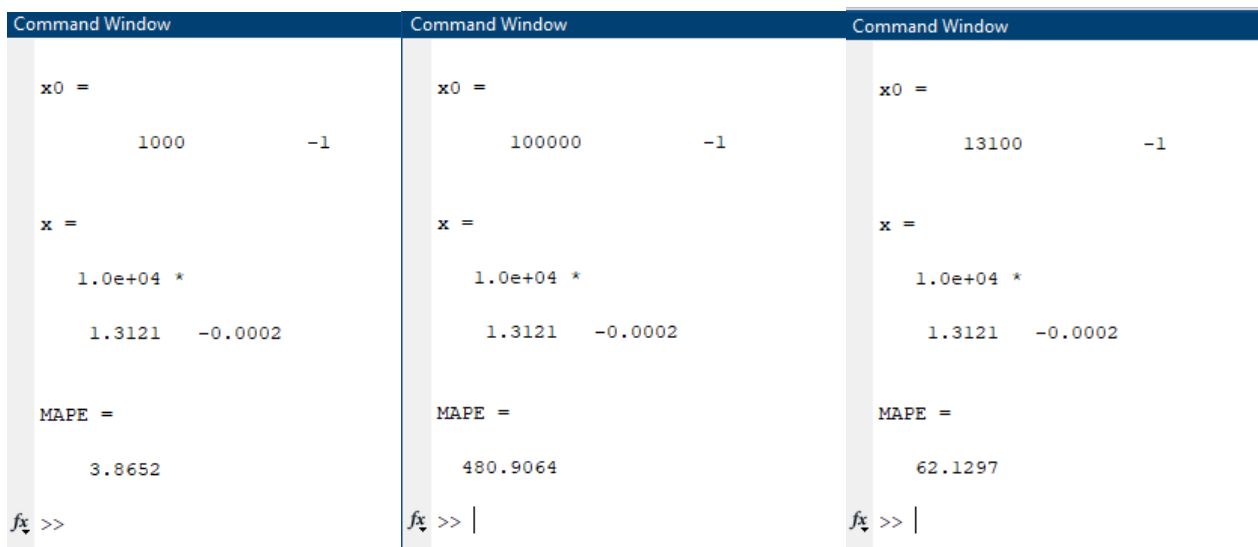 Command Window
x0 =
1000 -1
x =
1.0e+04 *
1.3121 -0.0002
MAPE =
3.8652
fx >>
Command Window
x0 =
100000 -1
x =
1.0e+04 *
1.3121 -0.0002
MAPE =
480.9064
fx >>
Command Window
x0 =
13100 -1
x =
1.0e+04 *
1.3121 -0.0002
MAPE =
62.1297
fx >>